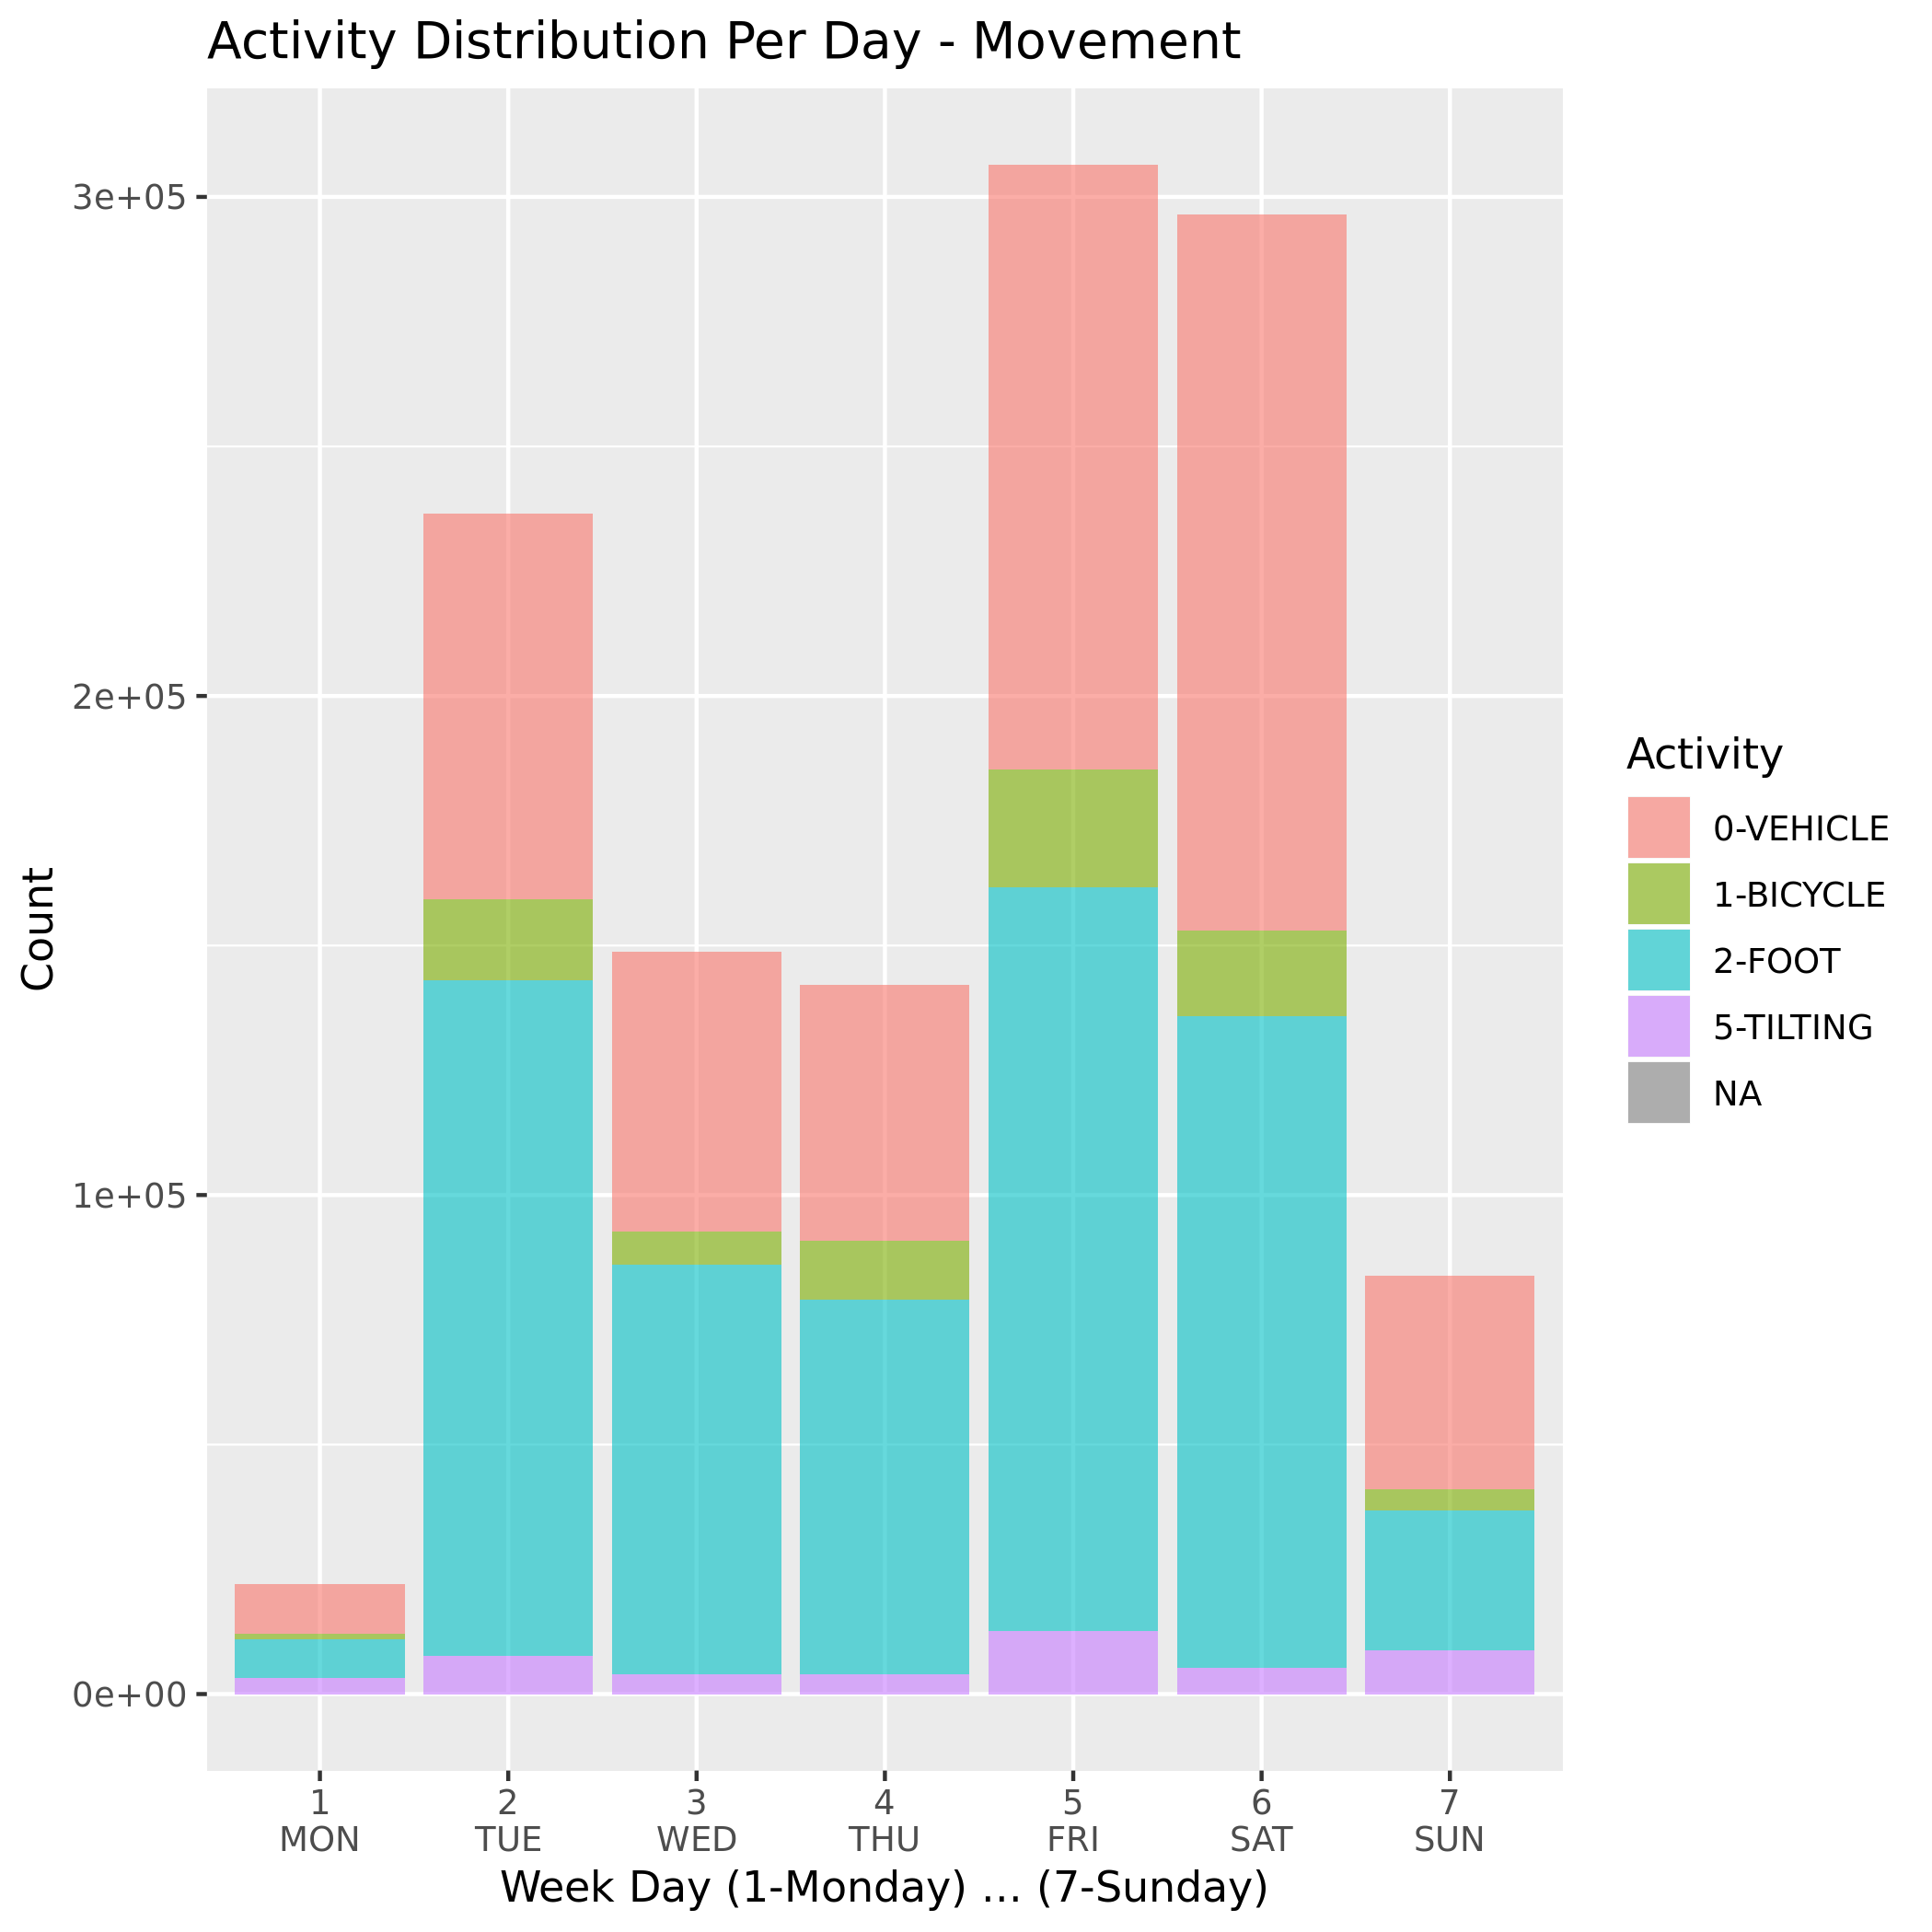 Activity Distribution Per Day - Movement
3e+05
2e+05
1e+05
0e+00
Count
1 2 3 4 5 6 7
MON TUE WED THU FRI SAT SUN
Week Day (1-Monday) ... (7-Sunday)
Activity
0-VEHICLE
1-BICYCLE
2-FOOT
5-TILTING
NA